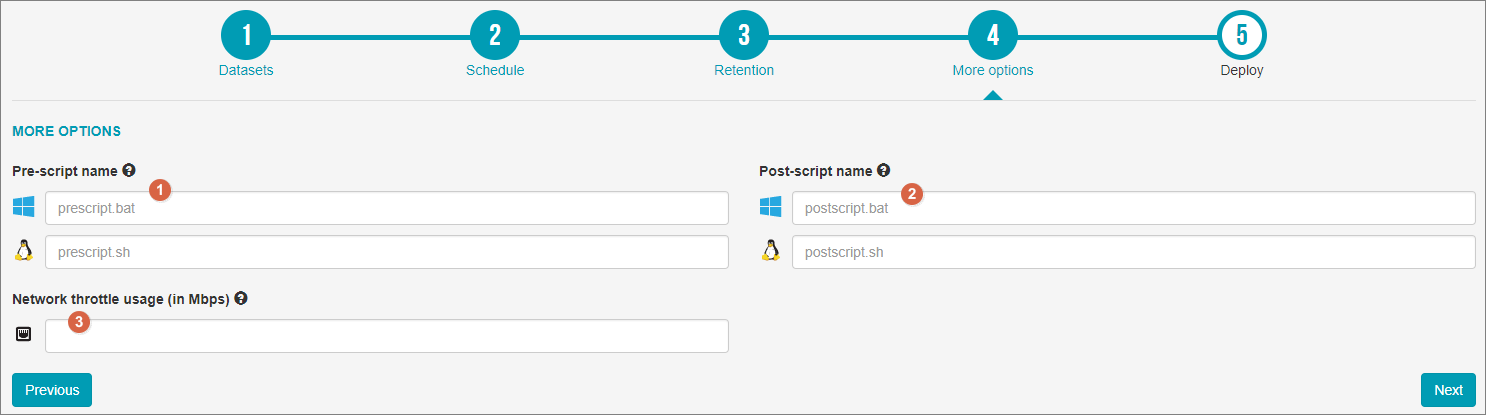 1 2 3 4 5
Datasets Schedule Retention More options Deploy
MORE OPTIONS
Pre-script name ? Post-script name ?
1 2
prescript.bat postscript.bat
prescript.sh postscript.sh
Network throttle usage (in Mbps) ?
3
Previous Next